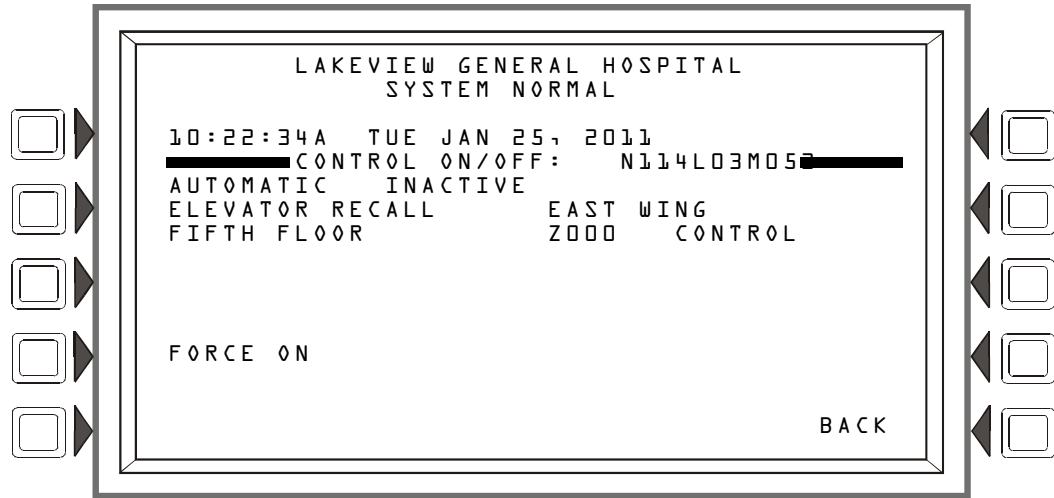 LAKEVIEW GENERAL HOSPITAL
SYSTEM NORMAL
10:22:34A TUE JAN 25, 2011
CONTROL ON/OFF:
AUTOMATIC INACTIVE
ELEVATOR RECALL EAST WING
FIFTH FLOOR Z000 CONTROL
FORCE ON
BACK